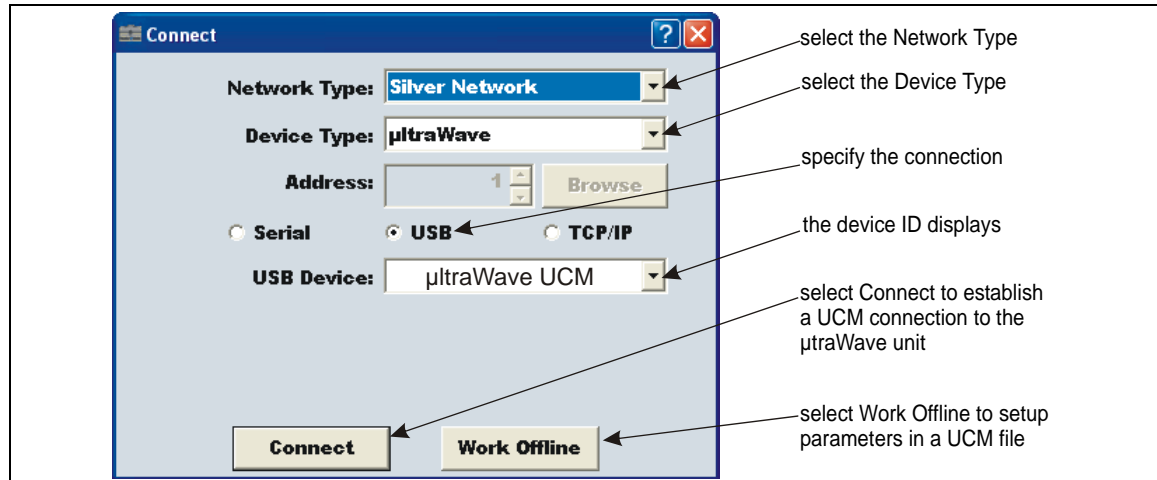 Connect
Network Type: Silver Network
select the Network Type
Device Type: µltraWave
select the Device Type
Address: 1 Browse
specify the connection
Serial USB TCP/IP
the device ID displays
USB Device: µltraWave UCM
select Connect to establish
a UCM connection to the
µtraWave unit
Connect Work Offline
select Work Offline to setup
parameters in a UCM file